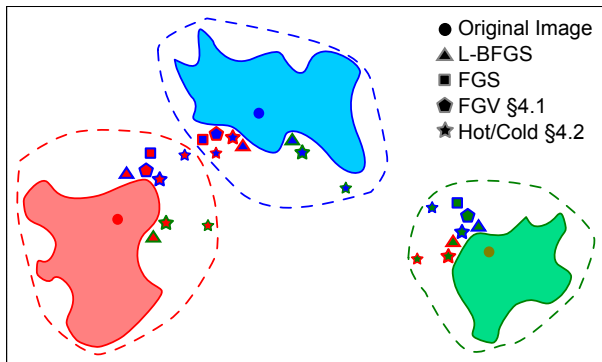 Original Image
L-BFGS
FGS
FGV §4.1
Hot/Cold §4.2